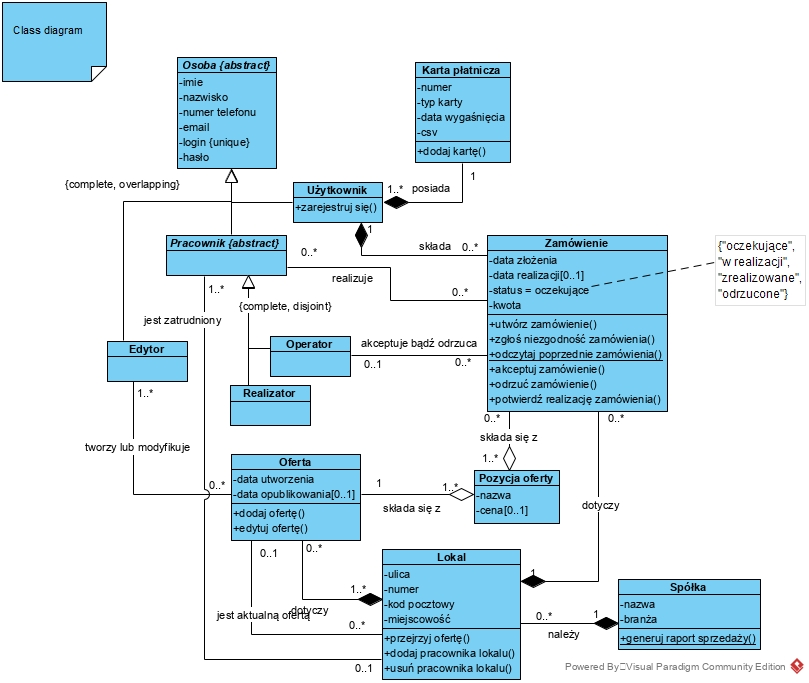 Class diagram
Osoba {abstract}
-imie
-nazwisko
-numer telefonu
-email
-login {unique}
-hasło
Karta płatnicza
-numer
-typ karty
-data wygaśnięcia
-csv
+dodaj kartę()
{complete, overlapping}
Użytkownik
+zarejestruj się()
1..*
posiada
1
1
składa
0..*
Pracownik {abstract}
0..*
realizuje
0..*
Zamówienie
-data złożenia
-data realizacji[0..1]
-status = oczekujące
-kwota
+utwórz zamówienie()
+zgłoś niezgodność zamówienia()
+odczytaj poprzednie zamówienia()
+akceptuj zamówienie()
+odrzuć zamówienie()
+potwierdź realizację zamówienia()
{"oczekujące",
"w realizacji",
"zrealizowane",
"odrzucone"}
1..*
{complete, disjoint}
jest zatrudniony
Edytor
Operator
akceptuje bądź odrzuca
0..1
0..*
Realizator
1..*
tworzy lub modyfikuje
0..*
0..*
składa się z
1..*
0..*
Oferta
-data utworzenia
-data opublikowania[0..1]
+dodaj ofertę()
+edytuj ofertę()
1
składa się z
1..*
Pozycja oferty
-nazwa
-cena[0..1]
dotyczy
0..1
0..*
1..*
dotyczy
jest aktualną ofertą
0..*
0..1
Lokal
-ulica
-numer
-kod pocztowy
-miejscowość
+przejrzyj ofertę()
+dodaj pracownika lokalu()
+usuń pracownika lokalu()
1
0..*
należy
1
Spółka
-nazwa
-branża
+generuj raport sprzedaży()
Powered By Visual Paradigm Community Edition